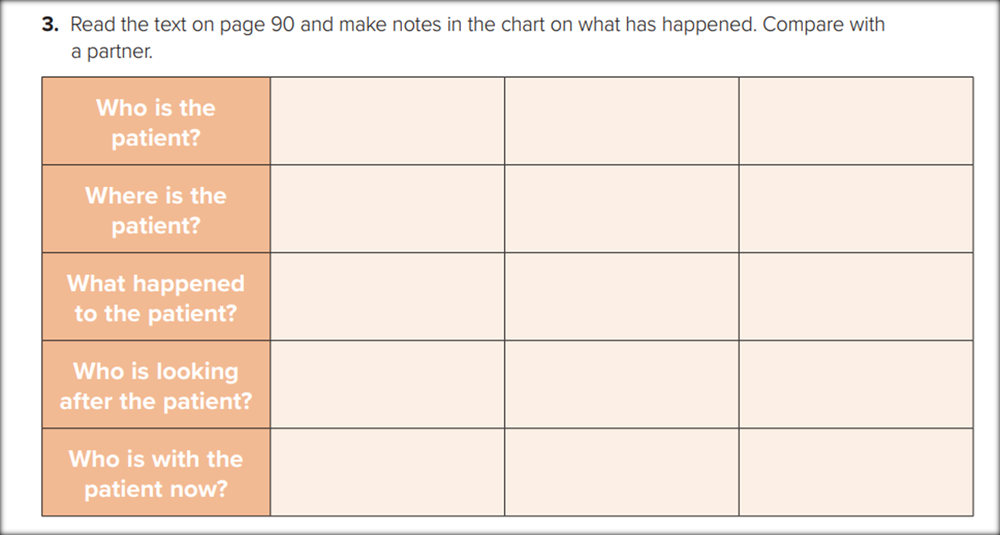 3. Read the text on page 90 and make notes in the chart on what has happened. Compare with
a partner.
Who is the
patient?
Where is the
patient?
What happened
to the patient?
Who is looking
after the patient?
Who is with the
patient now?